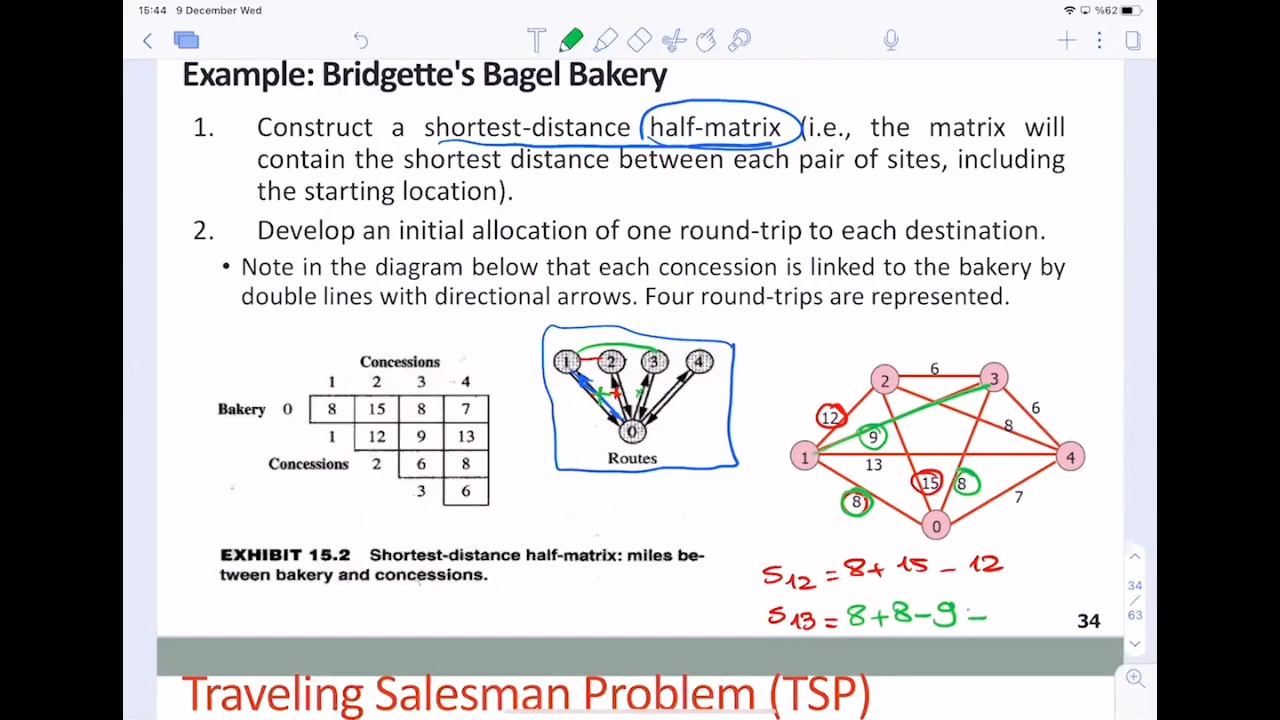 15:44 9 December Wed
%62
Example: Bridgette's Bagel Bakery
1. Construct a shortest-distance half-matrix (i.e., the matrix will
contain the shortest distance between each pair of sites, including
the starting location).
2. Develop an initial allocation of one round-trip to each destination.
• Note in the diagram below that each concession is linked to the bakery by
double lines with directional arrows. Four round-trips are represented.
Concessions
1 2 3 4
Bakery 0 8 15 8 7
1 12 9 13
Concessions 2 6 8
3 6
EXHIBIT 15.2 Shortest-distance half-matrix: miles be-
tween bakery and concessions.
1 2 3 4
0
Routes
6
2 3
12 6
9 8
1 13 4
8 15 8 7
0
S12 = 8 + 15 - 12
S13 = 8+8-9 =
34
34
/
63
Traveling Salesman Problem (TSP)